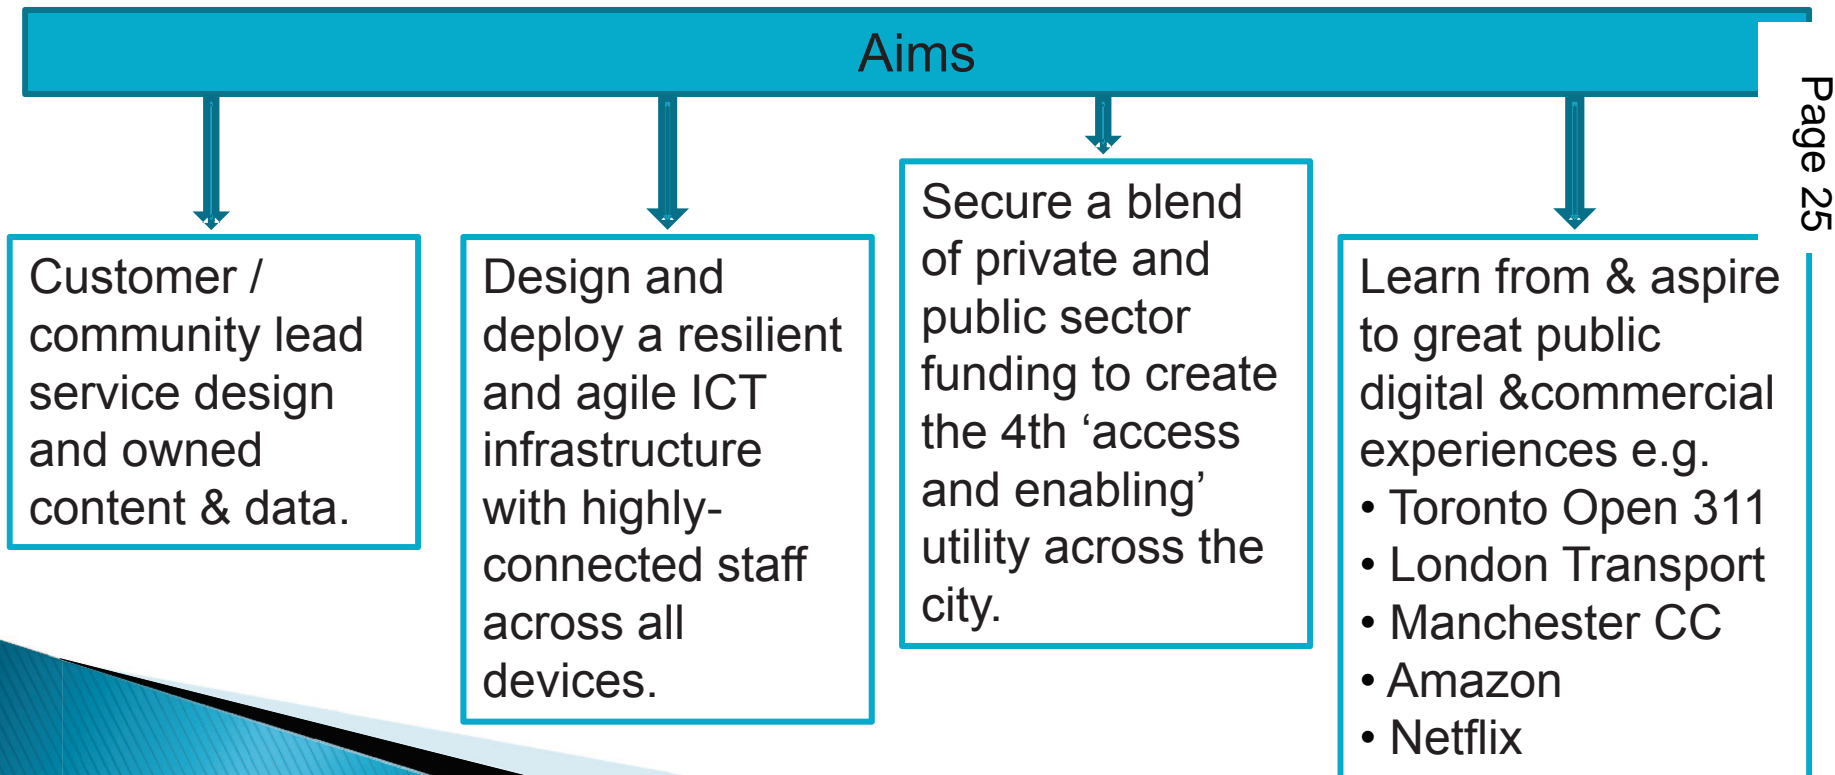 Aims
Page 25
Customer /
community lead
service design
and owned
content & data.
Design and
deploy a resilient
and agile ICT
infrastructure
with highly-
connected staff
across all
devices.
Secure a blend
of private and
public sector
funding to create
the 4th ‘access
and enabling’
utility across the
city.
Learn from & aspire
to great public
digital &commercial
experiences e.g.
• Toronto Open 311
• London Transport
• Manchester CC
• Amazon
• Netflix